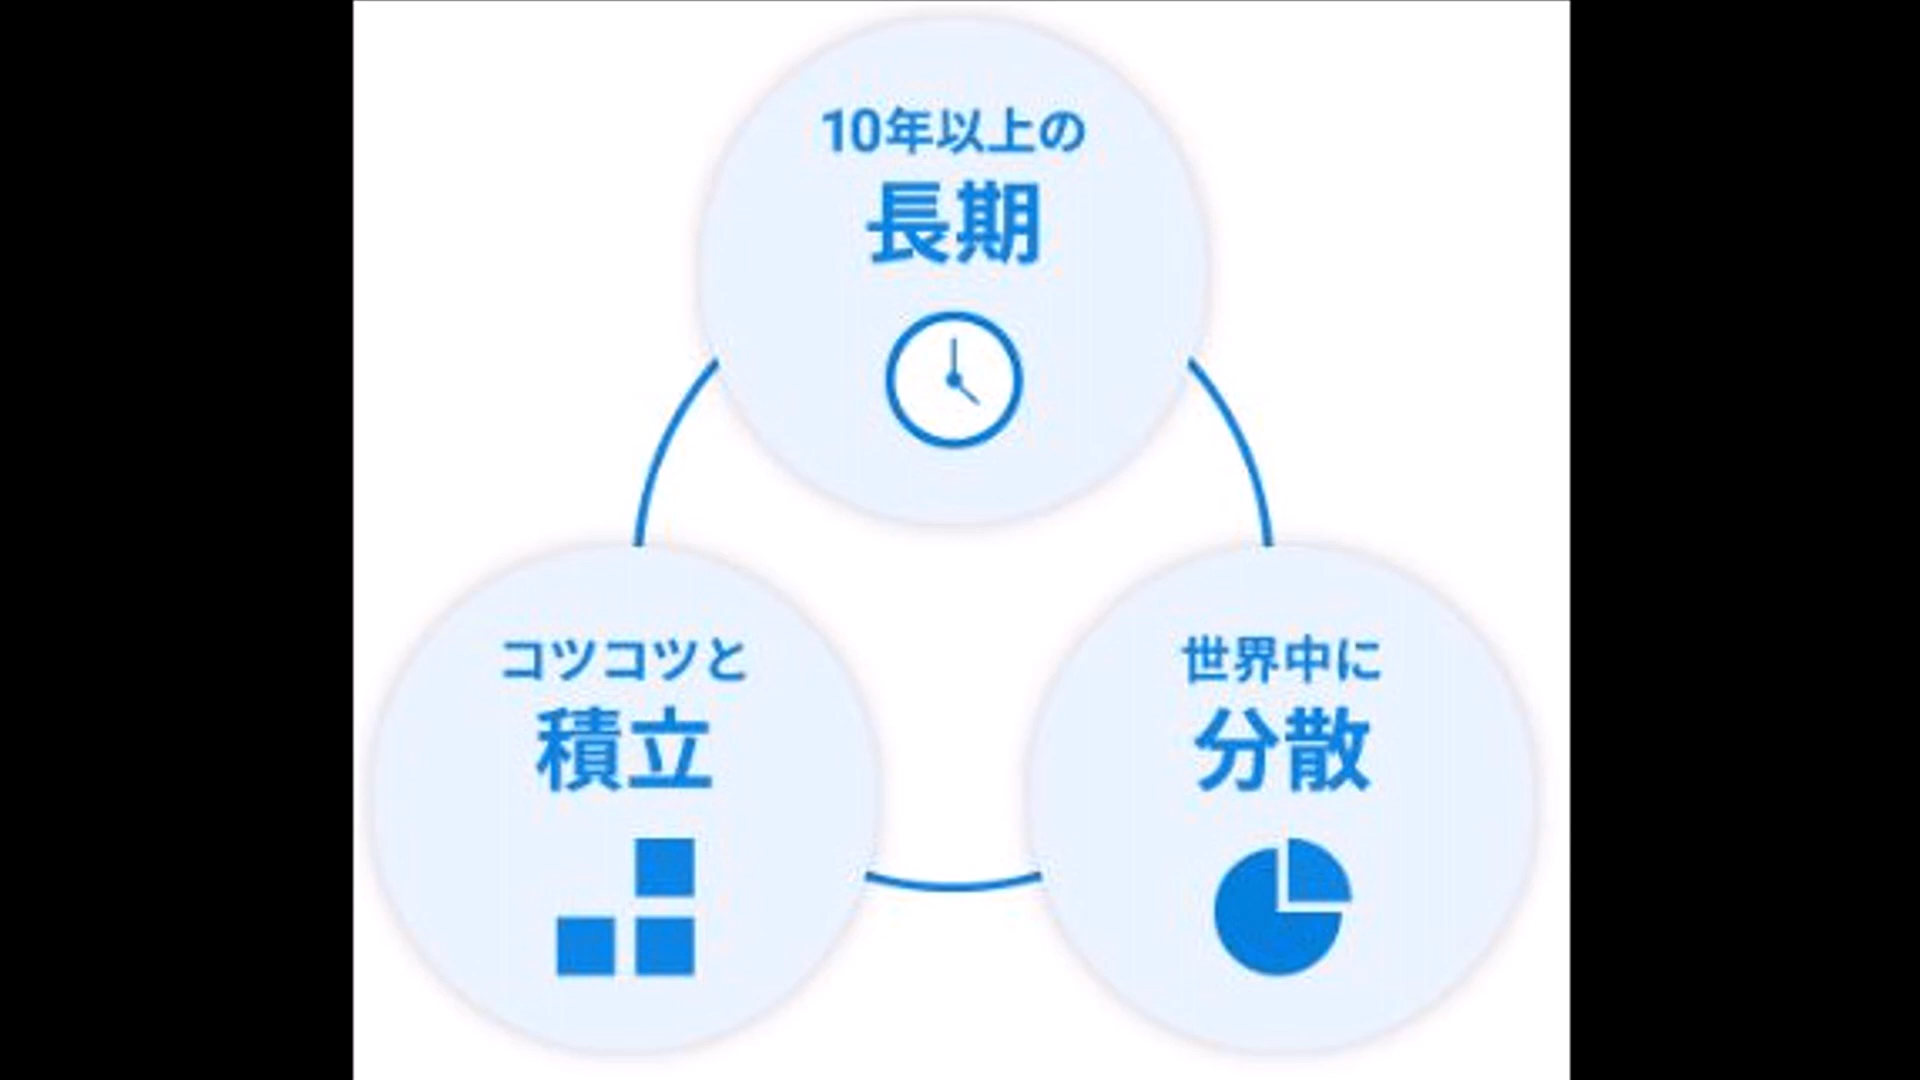 10年以上の
長期
コツコツと
積立
世界中に
分散